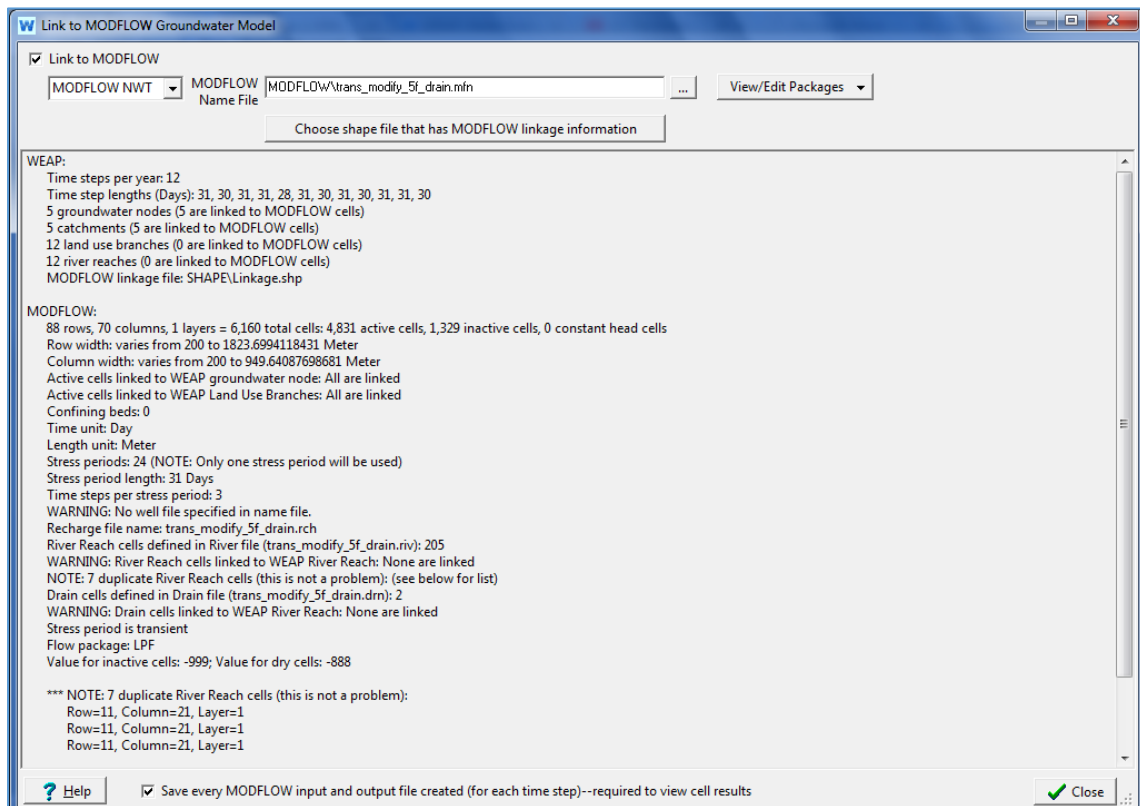 Link to MODFLOW Groundwater Model
Link to MODFLOW
MODFLOW NWT
MODFLOW
Name File
MODFLOW\trans_modify_5f_drain.mfn
...
View/Edit Packages
Choose shape file that has MODFLOW linkage information
WEAP:
Time steps per year: 12
Time step lengths (Days): 31, 30, 31, 31, 28, 31, 30, 31, 30, 31, 31, 30
5 groundwater nodes (5 are linked to MODFLOW cells)
5 catchments (5 are linked to MODFLOW cells)
12 land use branches (0 are linked to MODFLOW cells)
12 river reaches (0 are linked to MODFLOW cells)
MODFLOW linkage file: SHAPE\Linkage.shp
MODFLOW:
88 rows, 70 columns, 1 layers = 6,160 total cells: 4,831 active cells, 1,329 inactive cells, 0 constant head cells
Row width: varies from 200 to 1823.6994118431 Meter
Column width: varies from 200 to 949.64087698681 Meter
Active cells linked to WEAP groundwater node: All are linked
Active cells linked to WEAP Land Use Branches: All are linked
Confining beds: 0
Time unit: Day
Length unit: Meter
Stress periods: 24 (NOTE: Only one stress period will be used)
Stress period length: 31 Days
Time steps per stress period: 3
WARNING: No well file specified in name file.
Recharge file name: trans_modify_5f_drain.rch
River Reach cells defined in River file (trans_modify_5f_drain.riv): 205
WARNING: River Reach cells linked to WEAP River Reach: None are linked
NOTE: 7 duplicate River Reach cells (this is not a problem): (see below for list)
Drain cells defined in Drain file (trans_modify_5f_drain.drn): 2
WARNING: Drain cells linked to WEAP River Reach: None are linked
Stress period is transient
Flow package: LPF
Value for inactive cells: -999; Value for dry cells: -888
*** NOTE: 7 duplicate River Reach cells (this is not a problem):
Row=11, Column=21, Layer=1
Row=11, Column=21, Layer=1
Row=11, Column=21, Layer=1
? Help
Save every MODFLOW input and output file created (for each time step)--required to view cell results
Close